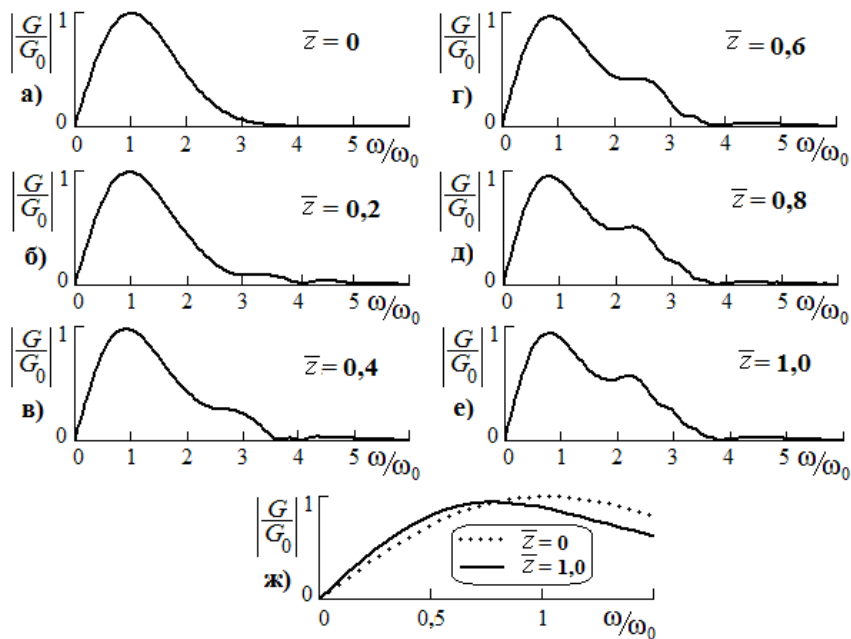 |G/G₀| 1
z̅ = 0
а)
0
0 1 2 3 4 5 ω/ω₀
|G/G₀| 1
z̅ = 0,2
б)
0
0 1 2 3 4 5 ω/ω₀
|G/G₀| 1
z̅ = 0,4
в)
0
0 1 2 3 4 5 ω/ω₀
|G/G₀| 1
z̅ = 0,6
г)
0
0 1 2 3 4 5 ω/ω₀
|G/G₀| 1
z̅ = 0,8
д)
0
0 1 2 3 4 5 ω/ω₀
|G/G₀| 1
z̅ = 1,0
е)
0
0 1 2 3 4 5 ω/ω₀
|G/G₀| 1
z̅ = 0
z̅ = 1,0
ж)
0
0 0,5 1 ω/ω₀